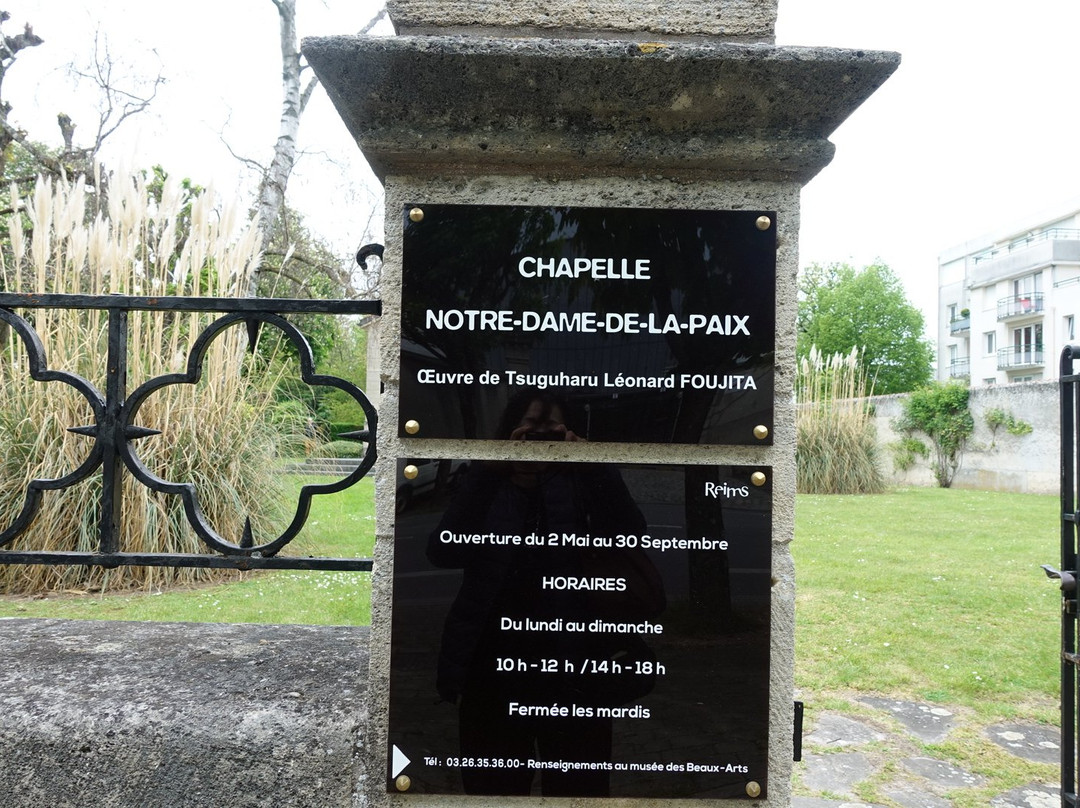 CHAPELLE
NOTRE-DAME-DE-LA-PAIX
Œuvre de Tsuguharu Léonard FOUJITA
Reims
Ouverture du 2 Mai au 30 Septembre
HORAIRES
Du lundi au dimanche
10 h - 12 h / 14 h - 18 h
Fermée les mardis
Tél : 03.26.35.36.00- Renseignements au musée des Beaux-Arts